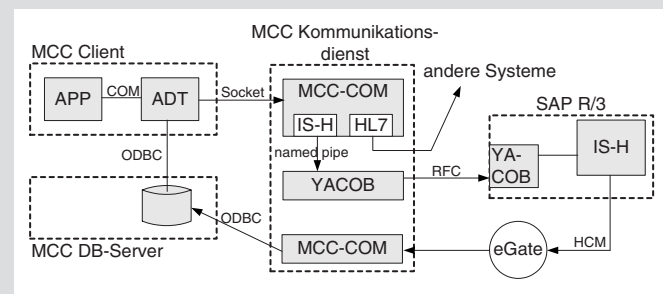 MCC Kommunikations-
dienst
MCC Client
APP
COM
ADT
Socket
MCC-COM
IS-H
HL7
andere Systeme
SAP R/3
YA-
COB
IS-H
ODBC
named pipe
YACOB
RFC
MCC DB-Server
ODBC
MCC-COM
eGate
HCM